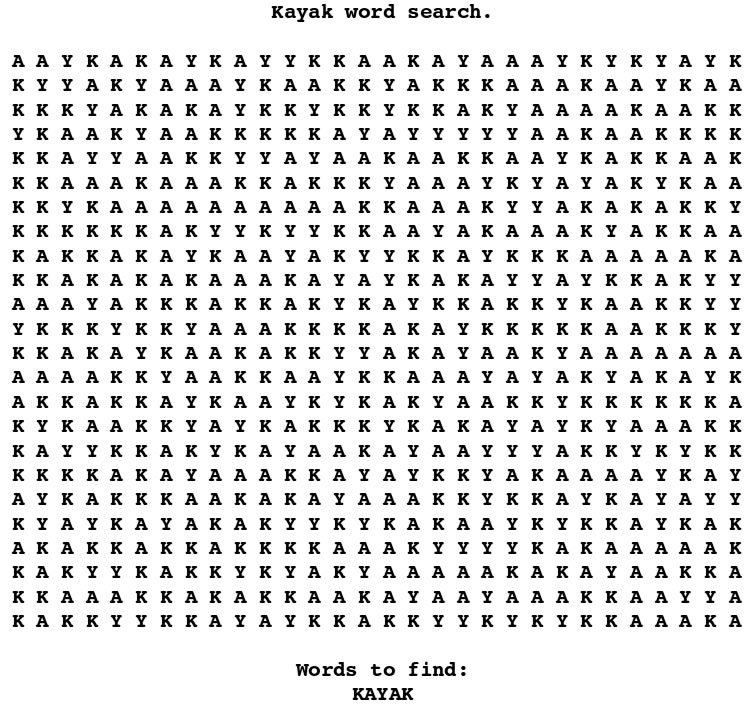 Kayak word search.
A A Y K A K A Y K A Y Y K K A A K A Y A A A Y K Y K Y A Y K
K Y Y A K Y A A A Y K A A K K Y A K K K A A A K A A Y K A A
K K K Y A K A K A Y K K Y K K Y K K A K Y A A A A K A A K K
Y K A A K Y A A K K K K K A Y A Y Y Y Y Y A A K A A K K K K
K K A Y Y A A K K Y Y A Y A A K A A K K A A Y K A K K A A K
K K A A A K A A A K K A K K K Y A A A Y K Y A Y A K Y K A A
K K Y K A A A A A A A A A A K K A A A K Y Y A K A K A K K Y
K K K K K K A K Y Y K Y Y K K A A Y A K A A A K Y A K K A A
K A K K A K A Y K A A Y A K Y Y K K A Y K K K A A A A A K A
K K A K A K A K A A A K A Y A Y K A K A Y Y A Y K K A K Y Y
A A A Y A K K K A K K A K Y K A Y K K A K K Y K A A K K Y Y
Y K K K Y K K Y A A A K K K K A K A Y K K K K K A A K K K Y
K K A K A Y K A A K A K K Y Y A K A Y A A K Y A A A A A A A
A A A A K K Y A A K K A A Y K K A A A Y A Y A K Y A K A Y K
A K K A K K A Y K A A Y K Y K A K A Y A A K K Y K K K K K A
K Y K A A K K Y A Y K A K K K Y K A K A Y A Y K Y A A A K K
K A Y Y K K A K Y K A Y A A K A Y A A Y Y Y A K K Y K Y K K
K K K K A K A Y A A A K K A Y A Y K K Y A K A A A A Y K A Y
A Y K A K K K A A K A K A Y A A A K K Y K K A Y K A Y A Y Y
K Y A Y K A Y A K A K Y Y K Y K A K A A Y K Y K K A Y K A K
A K A K K A K K A K K K K A A A K Y Y Y Y K A K A A A A A K
K A K Y Y K A K K Y K Y A K Y A A A A A K A K A Y A A K K A
K K A A A K K A K A K K A A K A Y A A Y A A A K K A A Y Y A
K A K K Y Y K K A Y A Y K K A K K Y Y K Y K Y K K A A A K A
Words to find:
KAYAK